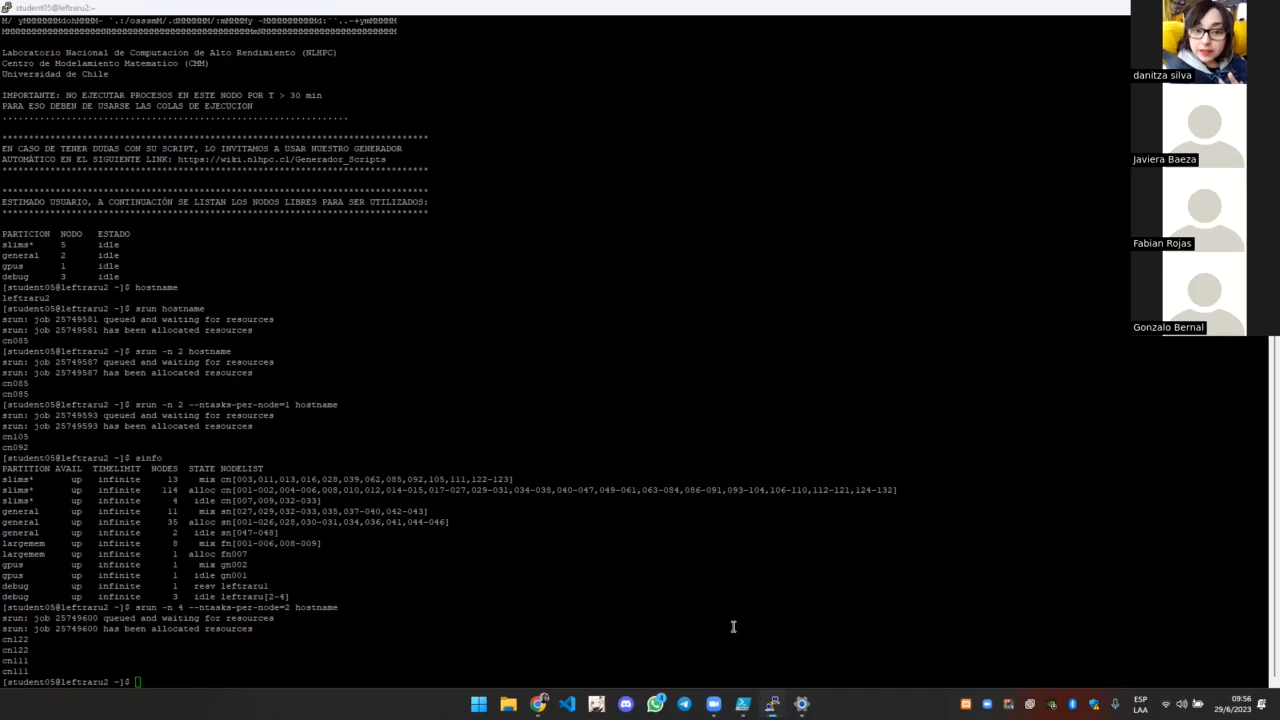 student05@leftraru2:~
M/ yMMMMMMdohMMMM- `.:/ossssmM/.dMMMMM/:mMMMMy -MMMMMMMMMd:``..-+ymMMMMM
Laboratorio Nacional de Computacion de Alto Rendimiento (NLHPC)
Centro de Modelamiento Matematico (CMM)
Universidad de Chile
IMPORTANTE: NO EJECUTAR PROCESOS EN ESTE NODO POR T > 30 min
PARA ESO DEBEN DE USARSE LAS COLAS DE EJECUCION
.................................................................
********************************************************************************
EN CASO DE TENER DUDAS CON SU SCRIPT, LO INVITAMOS A USAR NUESTRO GENERADOR
AUTOMÁTICO EN EL SIGUIENTE LINK: https://wiki.nlhpc.cl/Generador_Scripts
********************************************************************************
********************************************************************************
ESTIMADO USUARIO, A CONTINUACIÓN SE LISTAN LOS NODOS LIBRES PARA SER UTILIZADOS:
********************************************************************************
PARTICION NODO ESTADO
slims* 5 idle
general 2 idle
gpus 1 idle
debug 3 idle
[student05@leftraru2 ~]$ hostname
leftraru2
[student05@leftraru2 ~]$ srun hostname
srun: job 25749581 queued and waiting for resources
srun: job 25749581 has been allocated resources
cn085
[student05@leftraru2 ~]$ srun -n 2 hostname
srun: job 25749587 queued and waiting for resources
srun: job 25749587 has been allocated resources
cn085
cn085
[student05@leftraru2 ~]$ srun -n 2 --ntasks-per-node=1 hostname
srun: job 25749593 queued and waiting for resources
srun: job 25749593 has been allocated resources
cn105
cn092
[student05@leftraru2 ~]$ sinfo
PARTITION AVAIL TIMELIMIT NODES STATE NODELIST
slims* up infinite 13 mix cn[003,011,013,016,028,039,062,085,092,105,111,122-123]
slims* up infinite 114 alloc cn[001-002,004-006,008,010,012,014-015,017-027,029-031,034-038,040-047,049-061,063-084,086-091,093-104,106-110,112-121,124-132]
slims* up infinite 4 idle cn[007,009,032-033]
general up infinite 11 mix sn[027,029,032-033,035,037-040,042-043]
general up infinite 35 alloc sn[001-026,028,030-031,034,036,041,044-046]
general up infinite 2 idle sn[047-048]
largemem up infinite 8 mix fn[001-006,008-009]
largemem up infinite 1 alloc fn007
gpus up infinite 1 mix gn002
gpus up infinite 1 idle gn001
debug up infinite 1 resv leftraru1
debug up infinite 3 idle leftraru[2-4]
[student05@leftraru2 ~]$ srun -n 4 --ntasks-per-node=2 hostname
srun: job 25749600 queued and waiting for resources
srun: job 25749600 has been allocated resources
cn122
cn122
cn111
cn111
[student05@leftraru2 ~]$
danitza silva
Javiera Baeza
Fabian Rojas
Gonzalo Bernal
ESP
LAA
09:56
29/6/2023